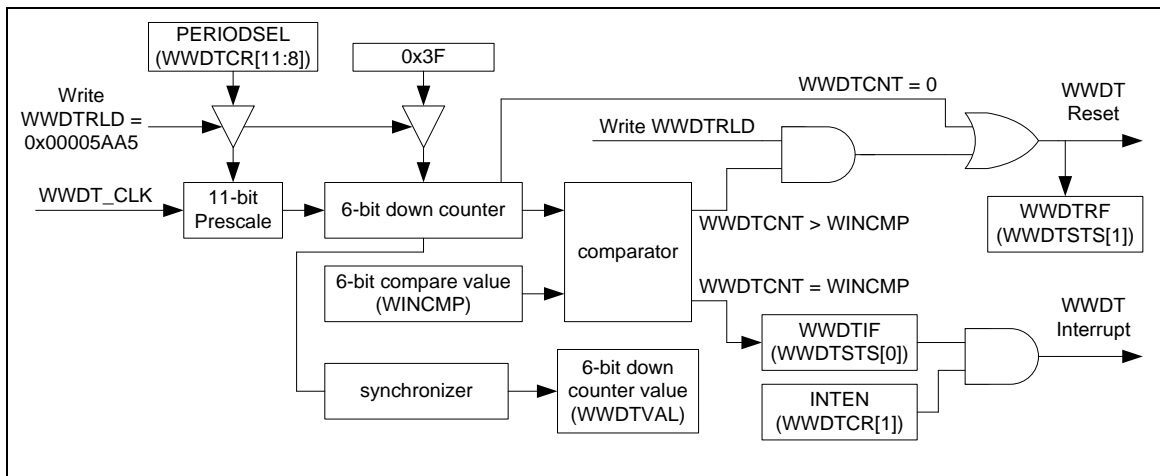 PERIODSEL
(WWDTCR[11:8])
0x3F
Write
WWDTRLD =
0x00005AA5
WWDTCNT = 0
WWDT
Reset
Write WWDTRLD
WWDT_CLK
11-bit
Prescale
6-bit down counter
comparator
WWDTCNT > WINCMP
WWDTRF
(WWDTSTS[1])
6-bit compare value
(WINCMP)
WWDTCNT = WINCMP
WWDTIF
(WWDTSTS[0])
WWDT
Interrupt
synchronizer
6-bit down
counter value
(WWDTVAL)
INTEN
(WWDTCR[1])